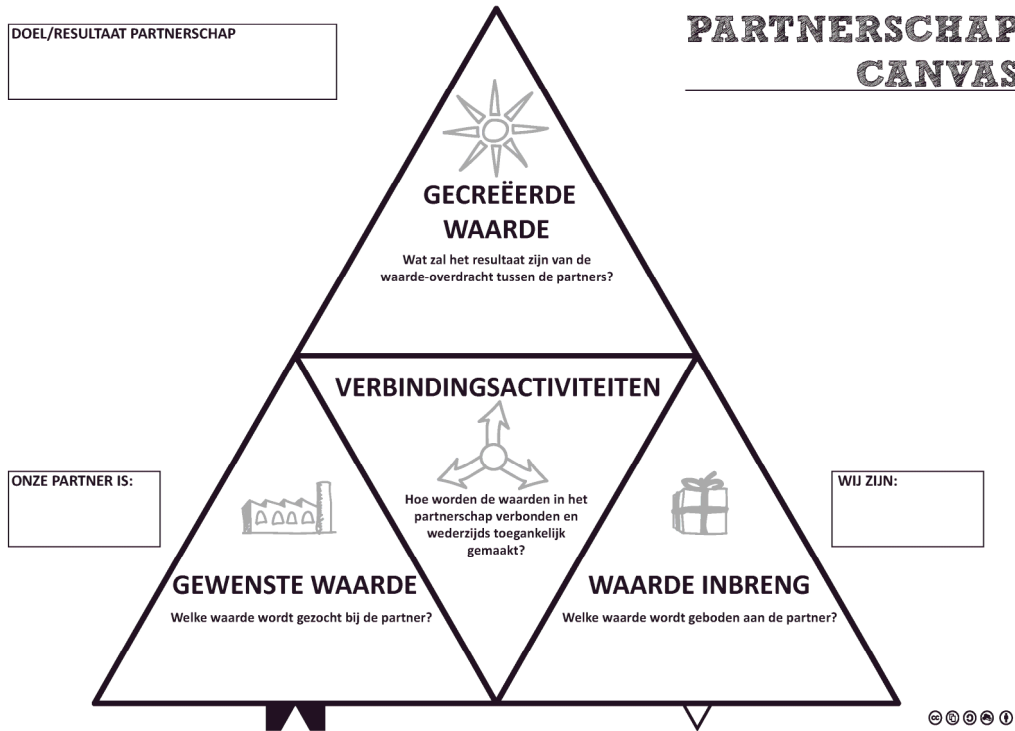 DOEL/RESULTAAT PARTNERSCHAP
PARTNERSCHAP
CANVAS
GECREËERDE
WAARDE
Wat zal het resultaat zijn van de
waarde-overdracht tussen de partners?
VERBINDINGSACTIVITEITEN
Hoe worden de waarden in het
partnerschap verbonden en
wederzijds toegankelijk
gemaakt?
ONZE PARTNER IS:
WIJ ZIJN:
GEWENSTE WAARDE
Welke waarde wordt gezocht bij de partner?
WAARDE INBRENG
Welke waarde wordt geboden aan de partner?